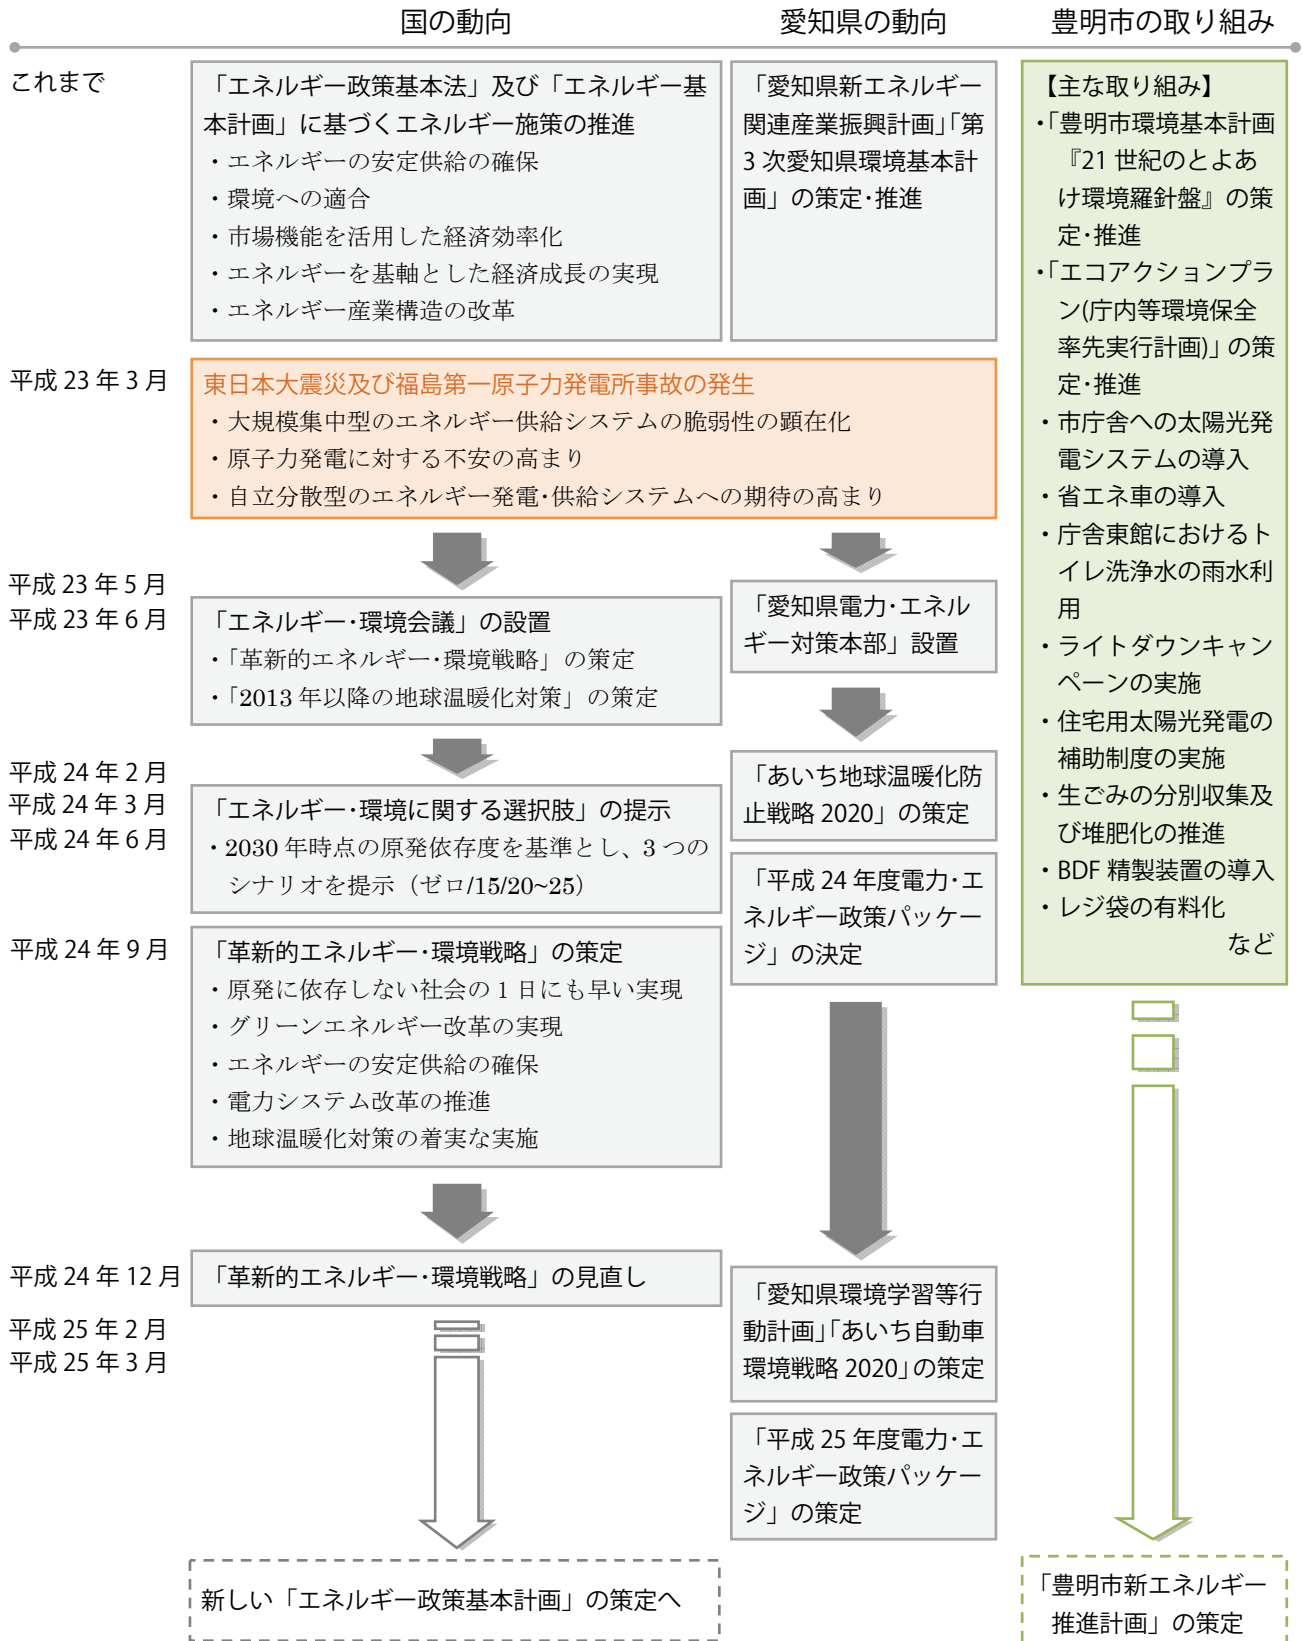 国の動向
愛知県の動向
豊明市の取り組み
これまで
「エネルギー政策基本法」及び「エネルギー基
本計画」に基づくエネルギー施策の推進
・エネルギーの安定供給の確保
・環境への適合
・市場機能を活用した経済効率化
・エネルギーを基軸とした経済成長の実現
・エネルギー産業構造の改革
「愛知県新エネルギー
関連産業振興計画」「第
3 次愛知県環境基本計
画」の策定･推進
【主な取り組み】
・「豊明市環境基本計画
『21 世紀のとよあ
け環境羅針盤』の策
定･推進
・「エコアクションプラ
ン(庁内等環境保全
率先実行計画)」の策
定･推進
・市庁舎への太陽光発
電システムの導入
・省エネ車の導入
・庁舎東館におけるト
イレ洗浄水の雨水利
用
・ライトダウンキャン
ペーンの実施
・住宅用太陽光発電の
補助制度の実施
・生ごみの分別収集及
び堆肥化の推進
・BDF 精製装置の導入
・レジ袋の有料化
など
平成 23 年 3 月
東日本大震災及び福島第一原子力発電所事故の発生
・大規模集中型のエネルギー供給システムの脆弱性の顕在化
・原子力発電に対する不安の高まり
・自立分散型のエネルギー発電･供給システムへの期待の高まり
平成 23 年 5 月
平成 23 年 6 月
「エネルギー･環境会議」の設置
・「革新的エネルギー･環境戦略」の策定
・「2013 年以降の地球温暖化対策」の策定
「愛知県電力･エネル
ギー対策本部」設置
平成 24 年 2 月
平成 24 年 3 月
平成 24 年 6 月
「エネルギー･環境に関する選択肢」の提示
・2030 年時点の原発依存度を基準とし、3 つの
シナリオを提示（ゼロ/15/20~25）
「あいち地球温暖化防
止戦略 2020」の策定
「平成 24 年度電力･エ
ネルギー政策パッケー
ジ」の決定
平成 24 年 9 月
「革新的エネルギー･環境戦略」の策定
・原発に依存しない社会の 1 日にも早い実現
・グリーンエネルギー改革の実現
・エネルギーの安定供給の確保
・電力システム改革の推進
・地球温暖化対策の着実な実施
平成 24 年 12 月
「革新的エネルギー･環境戦略」の見直し
平成 25 年 2 月
平成 25 年 3 月
「愛知県環境学習等行
動計画」「あいち自動車
環境戦略 2020」の策定
「平成 25 年度電力･エ
ネルギー政策パッケー
ジ」の策定
新しい「エネルギー政策基本計画」の策定へ
「豊明市新エネルギー
推進計画」の策定